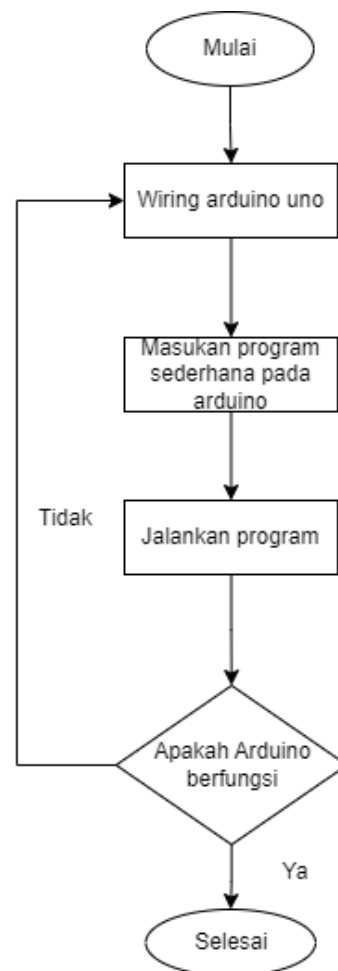 Mulai
Wiring arduino uno
Masukan program
sederhana pada
arduino
Tidak
Jalankan program
Apakah Arduino
berfungsi
Ya
Selesai